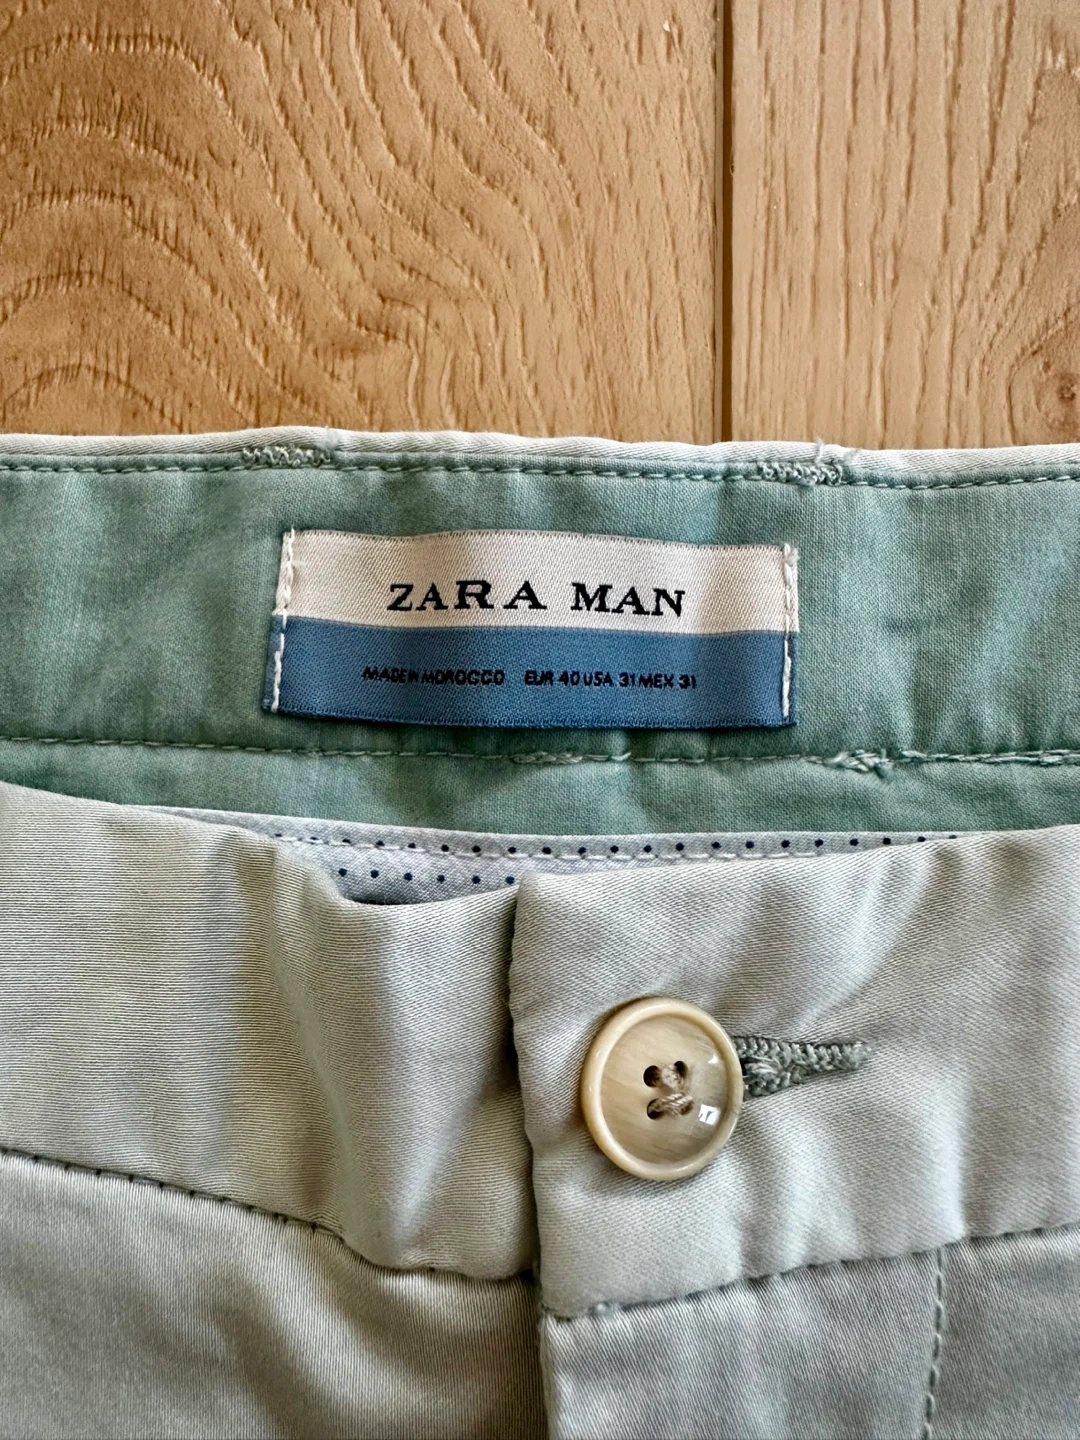 ZARA MAN
MADE IN MOROCCO EUR 40 USA 31 MEX 31